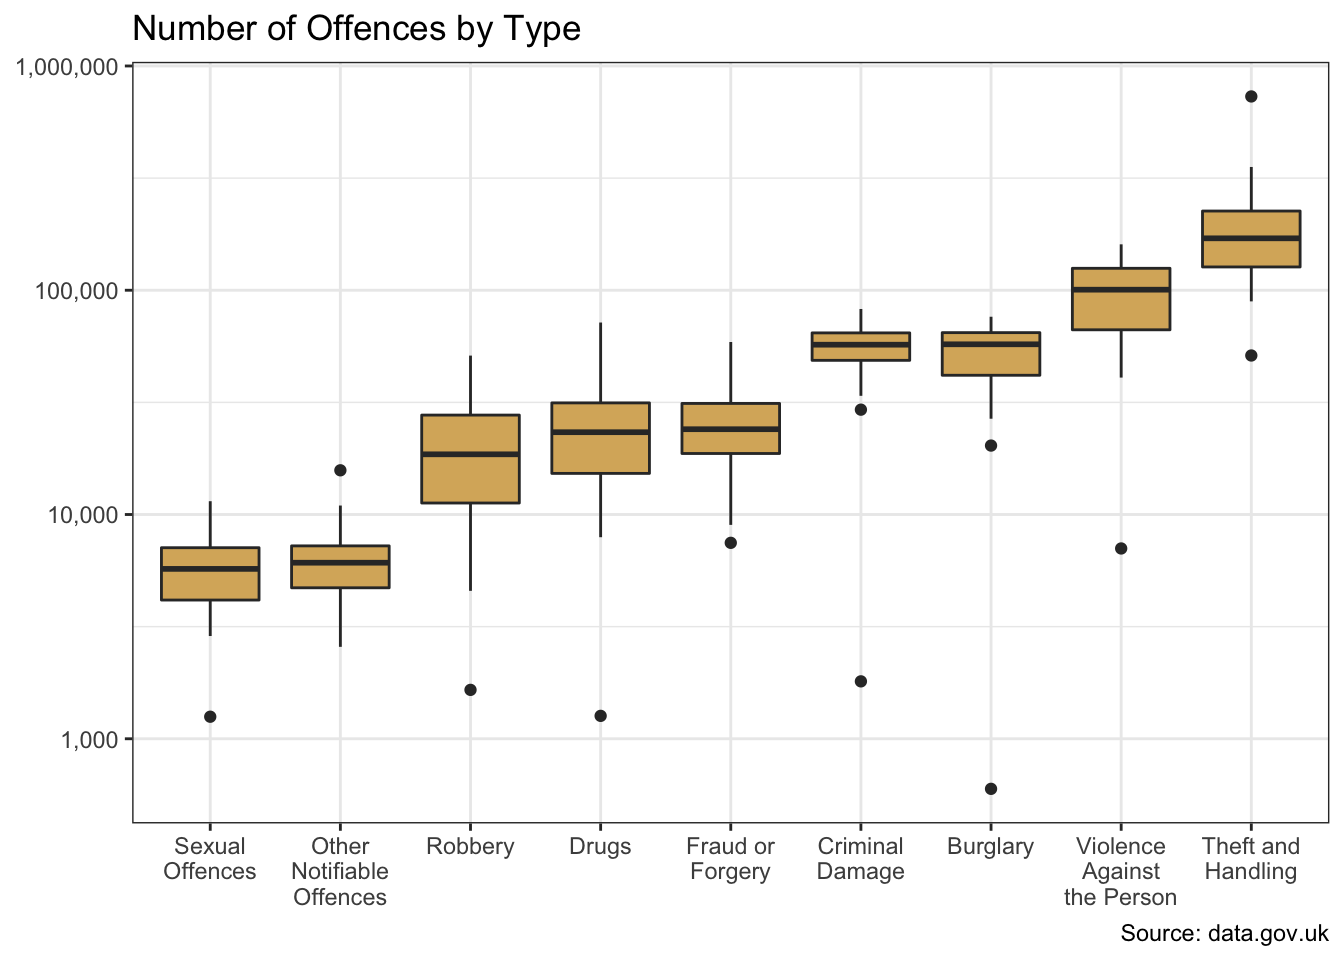 Number of Offences by Type
1,000,000
100,000
10,000
1,000
Sexual
Offences
Other
Notifiable
Offences
Robbery
Drugs
Fraud or
Forgery
Criminal
Damage
Burglary
Violence
Against
the Person
Theft and
Handling
Source: data.gov.uk